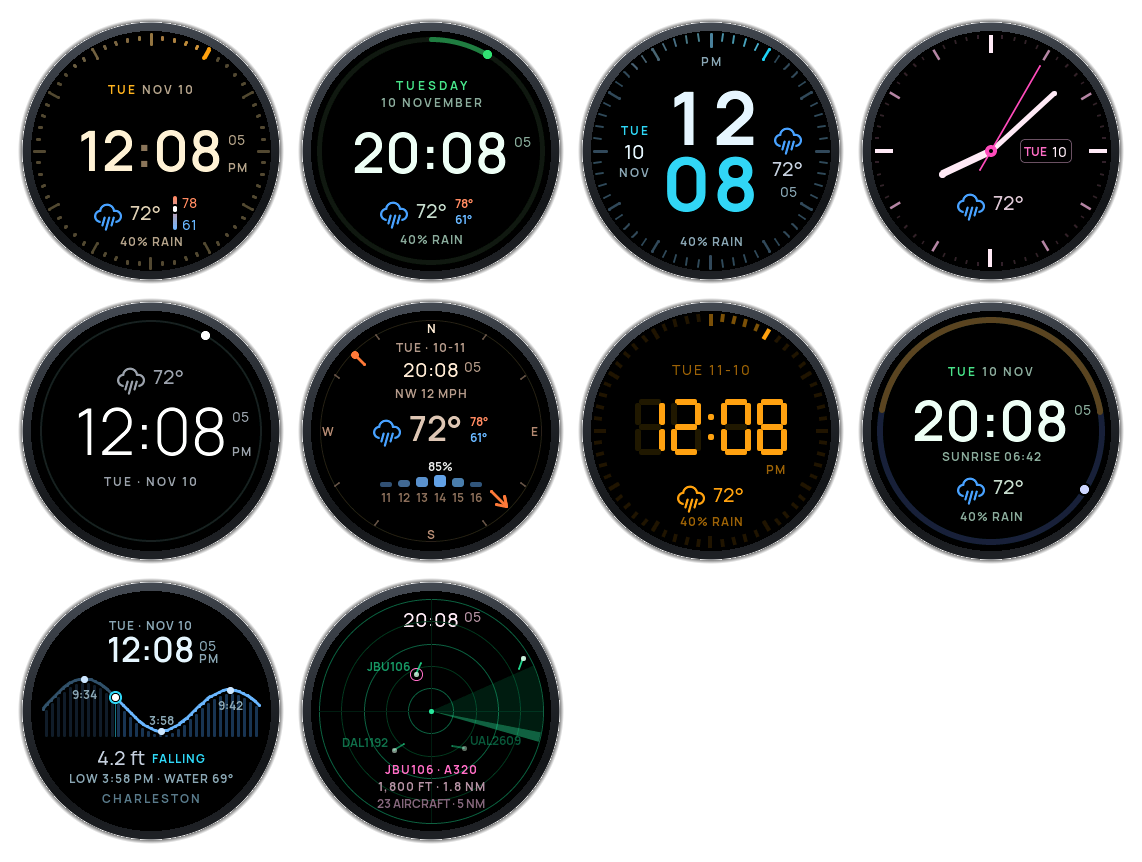 TUE NOV 10
12:08 05 PM
72° 78 61
40% RAIN
TUESDAY
10 NOVEMBER
20:08 05
72° 78° 61°
40% RAIN
PM
12
TUE 10 NOV
08
72°
05
40% RAIN
TUE 10
72°
72°
12:08 05 PM
TUE · NOV 10
N
TUE · 10-11
20:08 05
NW 12 MPH
W
72° 78° 61°
E
85%
11 12 13 14 15 16
S
TUE 11-10
12:08
PM
72°
40% RAIN
TUE 10 NOV
20:08 05
SUNRISE 06:42
72°
40% RAIN
TUE · NOV 10
12:08 05 PM
9:34
3:58
9:42
4.2 ft FALLING
LOW 3:58 PM · WATER 69°
CHARLESTON
20:08 05
JBU106
DAL1192
UAL2609
JBU106 · A320
1,800 FT · 1.8 NM
23 AIRCRAFT · 5 NM